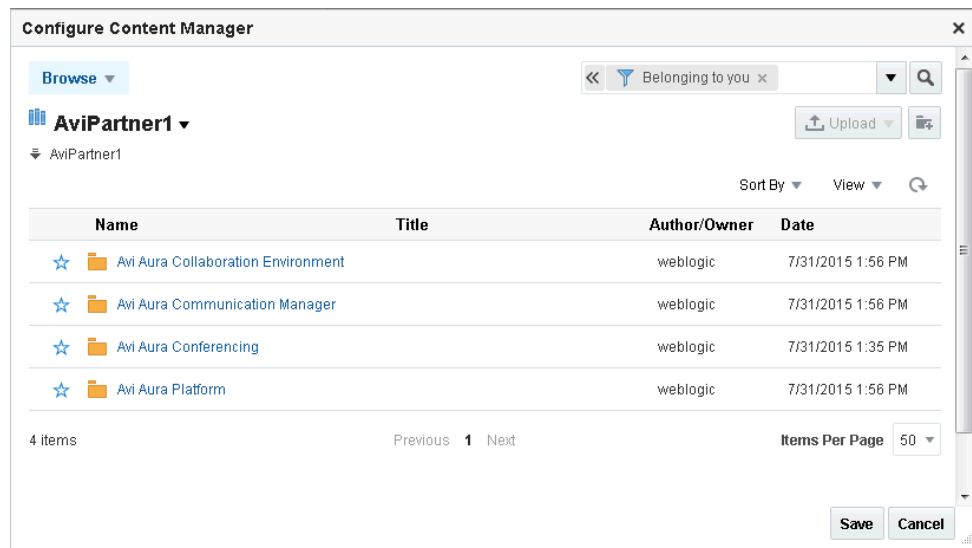 Configure Content Manager
Browse
Belonging to you
AviPartner1
Upload
AviPartner1
Sort By View
Name Title Author/Owner Date
Avi Aura Collaboration Environment weblogic 7/31/2015 1:56 PM
Avi Aura Communication Manager weblogic 7/31/2015 1:56 PM
Avi Aura Conferencing weblogic 7/31/2015 1:35 PM
Avi Aura Platform weblogic 7/31/2015 1:56 PM
4 items Previous 1 Next Items Per Page 50
Save Cancel